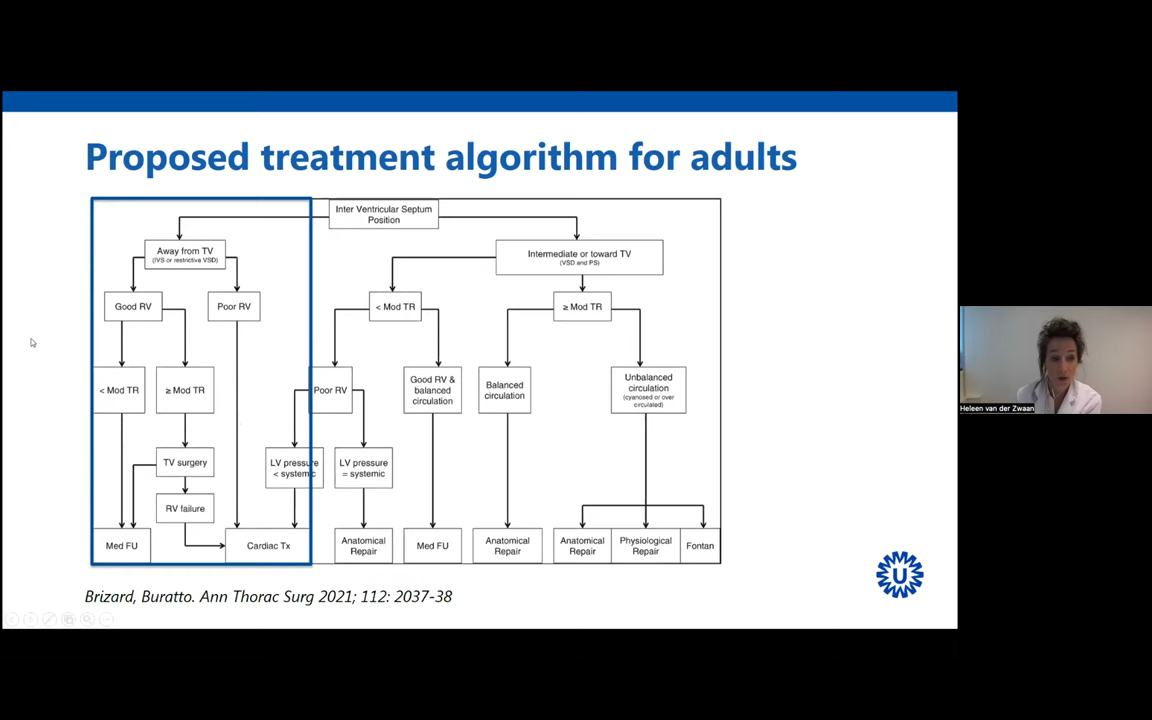 Proposed treatment algorithm for adults
Inter Ventricular Septum
Position
Away from TV
(IVS or restrictive VSD)
Intermediate or toward TV
(VSD and PS)
Good RV
Poor RV
< Mod TR
≥ Mod TR
< Mod TR
≥ Mod TR
Poor RV
Good RV &
balanced
circulation
Balanced
circulation
Unbalanced
circulation
(cyanosed or over
circulated)
TV surgery
LV pressure
< systemic
LV pressure
= systemic
RV failure
Med FU
Cardiac Tx
Anatomical
Repair
Med FU
Anatomical
Repair
Anatomical
Repair
Physiological
Repair
Fontan
Brizard, Buratto. Ann Thorac Surg 2021; 112: 2037-38
U
Heleen van der Zwaan